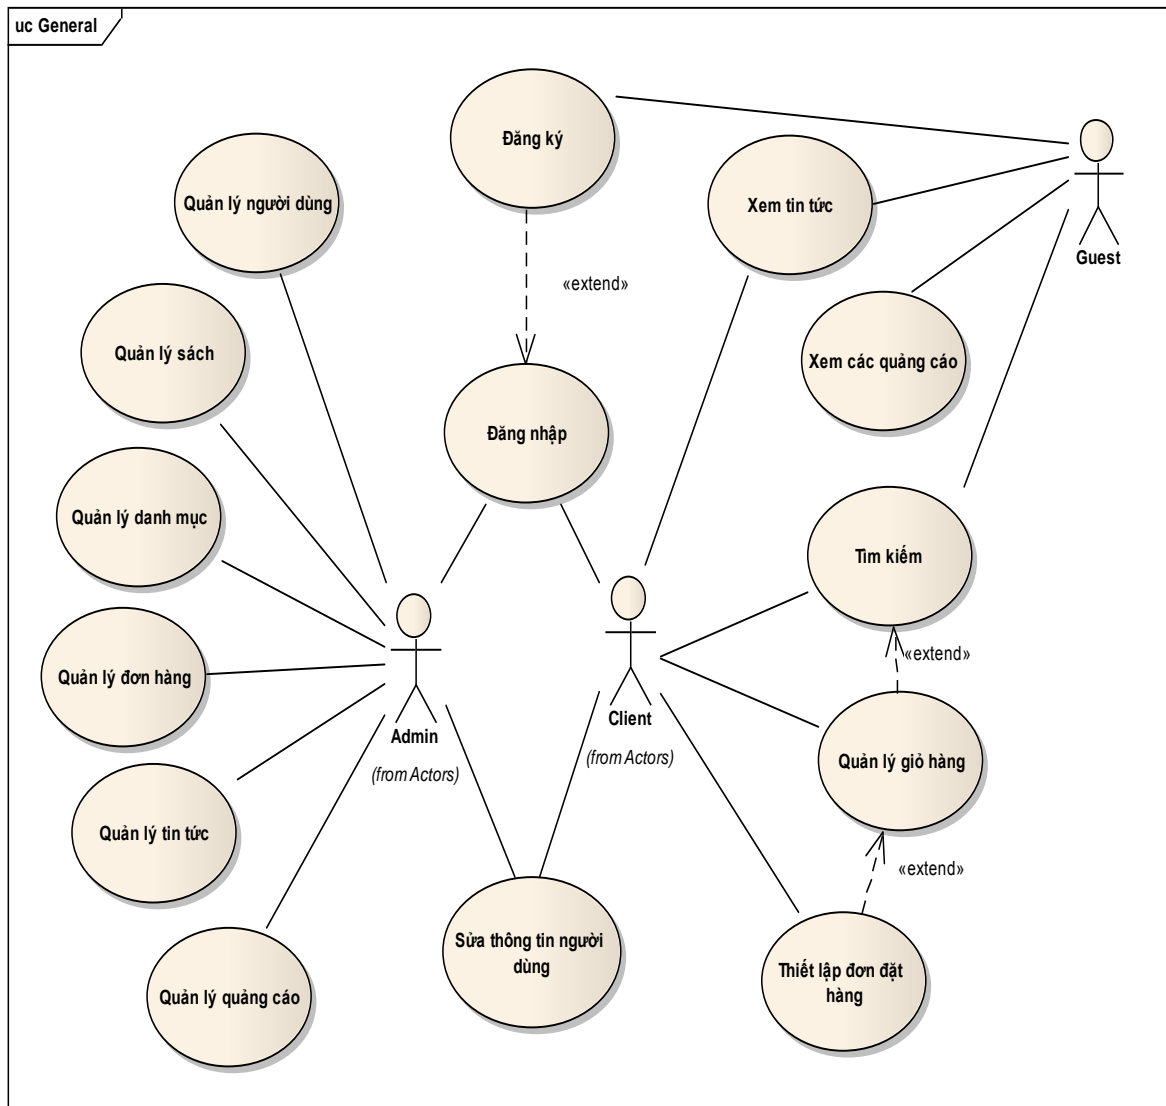 uc General
Đăng ký
Quản lý người dùng
Xem tin tức
Guest
«extend»
Quản lý sách
Xem các quảng cáo
Đăng nhập
Quản lý danh mục
Tìm kiếm
«extend»
Quản lý đơn hàng
Client
(from Actors)
Admin
(from Actors)
Quản lý giỏ hàng
Quản lý tin tức
«extend»
Sửa thông tin người
dùng
Thiết lập đơn đặt
hàng
Quản lý quảng cáo